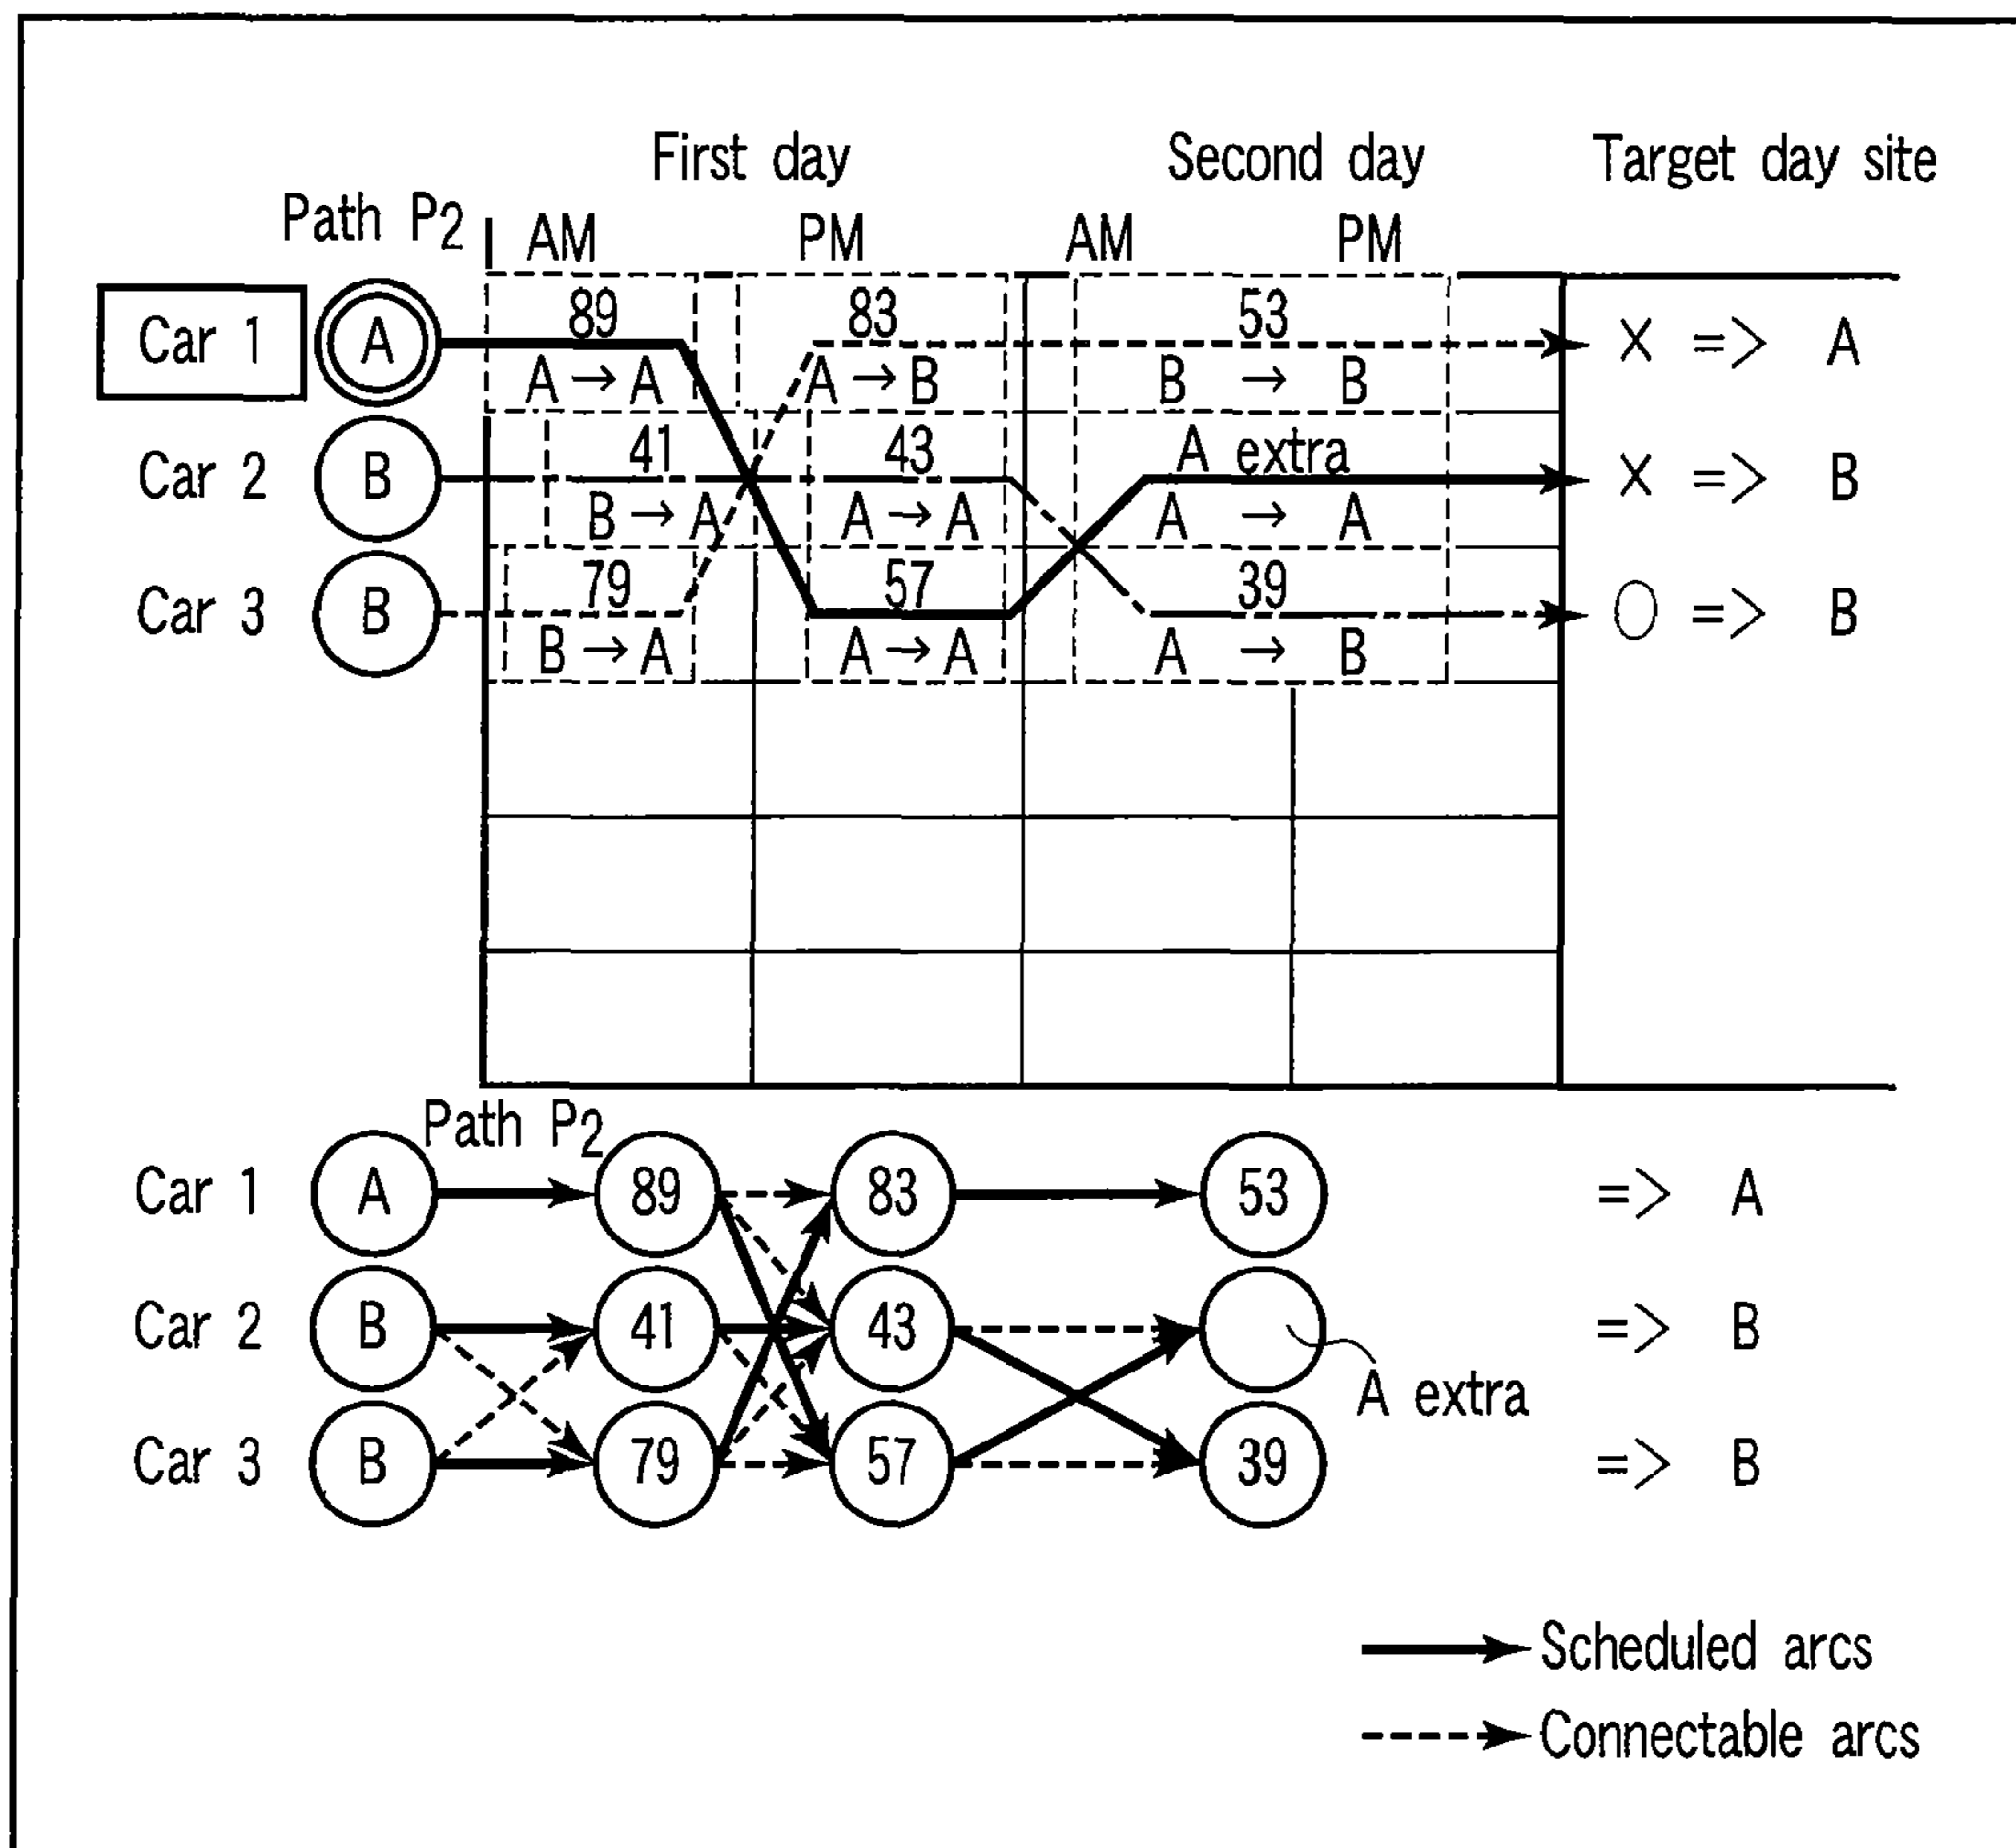 First day Second day Target day site
Path P2 AM PM AM PM
89 83 53
Car 1 A X => A
A → A A → B B → B
41 43 A extra
Car 2 B X => B
B → A A → A A → A
79 57 39
Car 3 B O => B
B → A A → A A → B
Path P2
Car 1 A 89 83 53 => A
Car 2 B 41 43 => B
A extra
Car 3 B 79 57 39 => B
Scheduled arcs
Connectable arcs